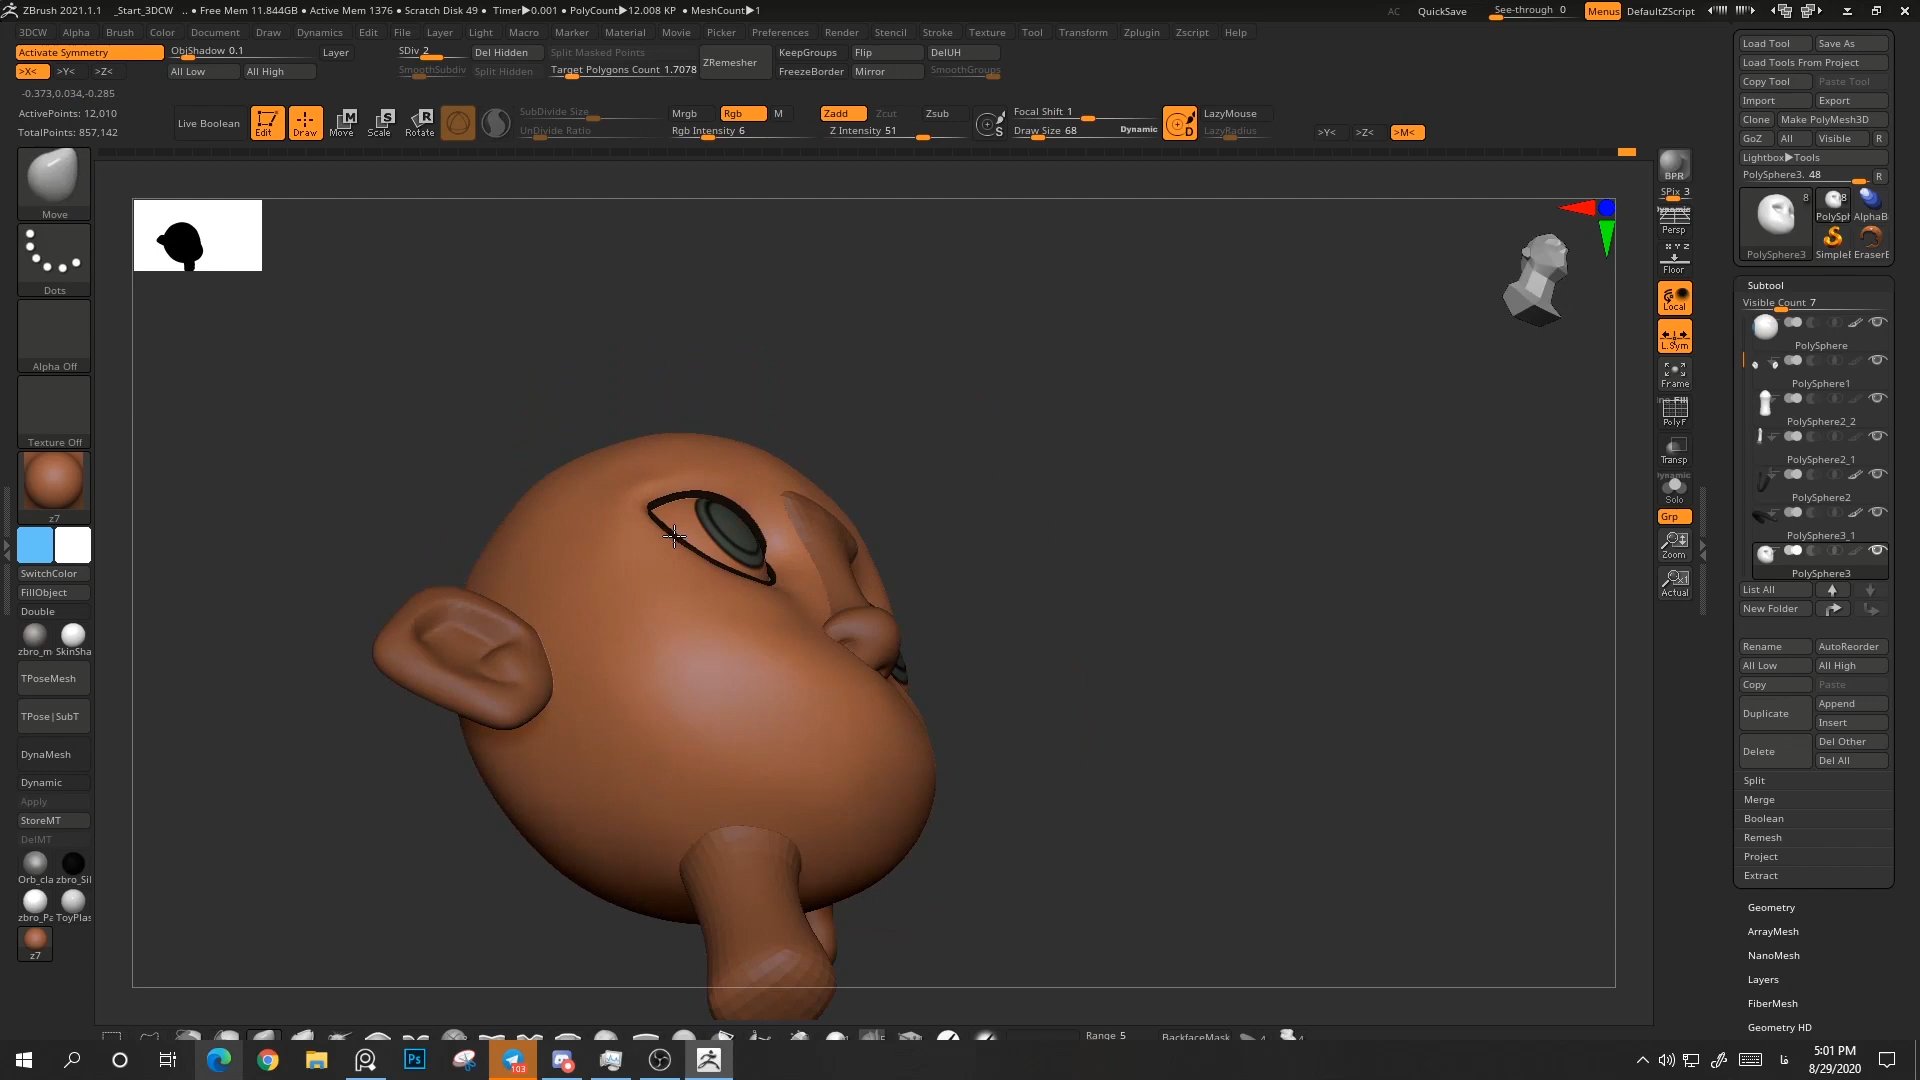 ZBrush 2021.1.1 _Start_3DCW .. ● Free Mem 11.844GB ● Active Mem 1376 ● Scratch Disk 49 ● Timer▶0.001 ● PolyCount▶12.008 KP ● MeshCount▶1 AC QuickSave See-through 0 Menus DefaultZScript
3DCW Alpha Brush Color Document Draw Dynamics Edit File Layer Light Macro Marker Material Movie Picker Preferences Render Stencil Stroke Texture Tool Transform Zplugin Zscript Help
Activate Symmetry ObjShadow 0.1 Layer SDiv 2 Del Hidden Split Masked Points ZRemesher KeepGroups Flip DelUH
>X< >Y< >Z< All Low All High SmoothSubdiv Split Hidden Target Polygons Count 1.7078 FreezeBorder Mirror SmoothGroups
-0.373,0.034,-0.285
ActivePoints: 12,010
TotalPoints: 857,142
Live Boolean Edit Draw Move Scale Rotate
SubDivide Size
UnDivide Ratio
Mrgb Rgb M
Rgb Intensity 6
Zadd Zcut Zsub
Z Intensity 51
Focal Shift 1
Draw Size 68 Dynamic
LazyMouse
LazyRadius
>Y< >Z< >M<
Move
Dots
Alpha Off
Texture Off
z7
SwitchColor
FillObject
Double
zbro_m SkinSha
TPoseMesh
TPose|SubT
DynaMesh
Dynamic
Apply
StoreMT
DelMT
Orb_cla zbro_Sil
zbro_Pa ToyPlas
z7
BPR
SPix 3
Dynamic
Persp
X Y Z
Floor
Local
L.Sym
Frame
PolyF
Transp
Dynamic
Solo
Grp
Zoom
Actual
Load Tool Save As
Load Tools From Project
Copy Tool Paste Tool
Import Export
Clone Make PolyMesh3D
GoZ All Visible R
Lightbox▶Tools
PolySphere3. 48 R
8 8
PolySph AlphaB
PolySphere3 SimpleE EraserE
Subtool
Visible Count 7
PolySphere
PolySphere1
PolySphere2_2
PolySphere2_1
PolySphere2
PolySphere3_1
PolySphere3
List All
New Folder
Rename AutoReorder
All Low All High
Copy Paste
Duplicate Append
Insert
Delete Del Other
Del All
Split
Merge
Boolean
Remesh
Project
Extract
Geometry
ArrayMesh
NanoMesh
Layers
FiberMesh
Geometry HD
Range 5 BackfaceMask
103
5:01 PM
8/29/2020